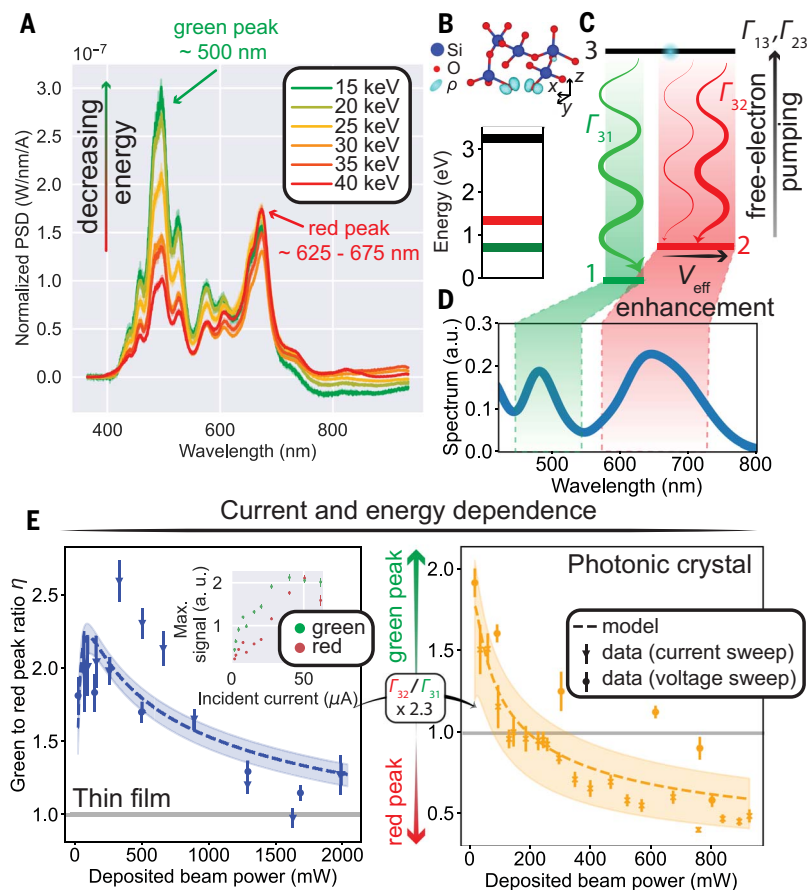 A
10⁻⁷
green peak
~ 500 nm
decreasing
energy
15 keV
20 keV
25 keV
30 keV
35 keV
40 keV
red peak
~ 625 - 675 nm
Normalized PSD (W/nm/A)
3.0
2.5
2.0
1.5
1.0
0.5
0.0
400
600
800
Wavelength (nm)
B
Si
O
ρ
x
y
z
Energy (eV)
3
2
1
0
C
3
Γ₁₃, Γ₂₃
Γ₃₁
Γ₃₂
free-electron
pumping
1
2
V_eff
enhancement
D
Spectrum (a.u.)
0.3
0.2
0.1
0.0
500
600
700
800
Wavelength (nm)
E
Current and energy dependence
Green to red peak ratio η
2.5
2.0
1.5
1.0
Thin film
0
500
1000
1500
2000
Deposited beam power (mW)
Max.
signal (a. u.)
2
1
0
50
Incident current (μA)
green
red
green peak
Γ₃₂/Γ₃₁
x 2.3
red peak
Photonic crystal
model
data (current sweep)
data (voltage sweep)
2.0
1.5
1.0
0.5
0
200
400
600
800
Deposited beam power (mW)